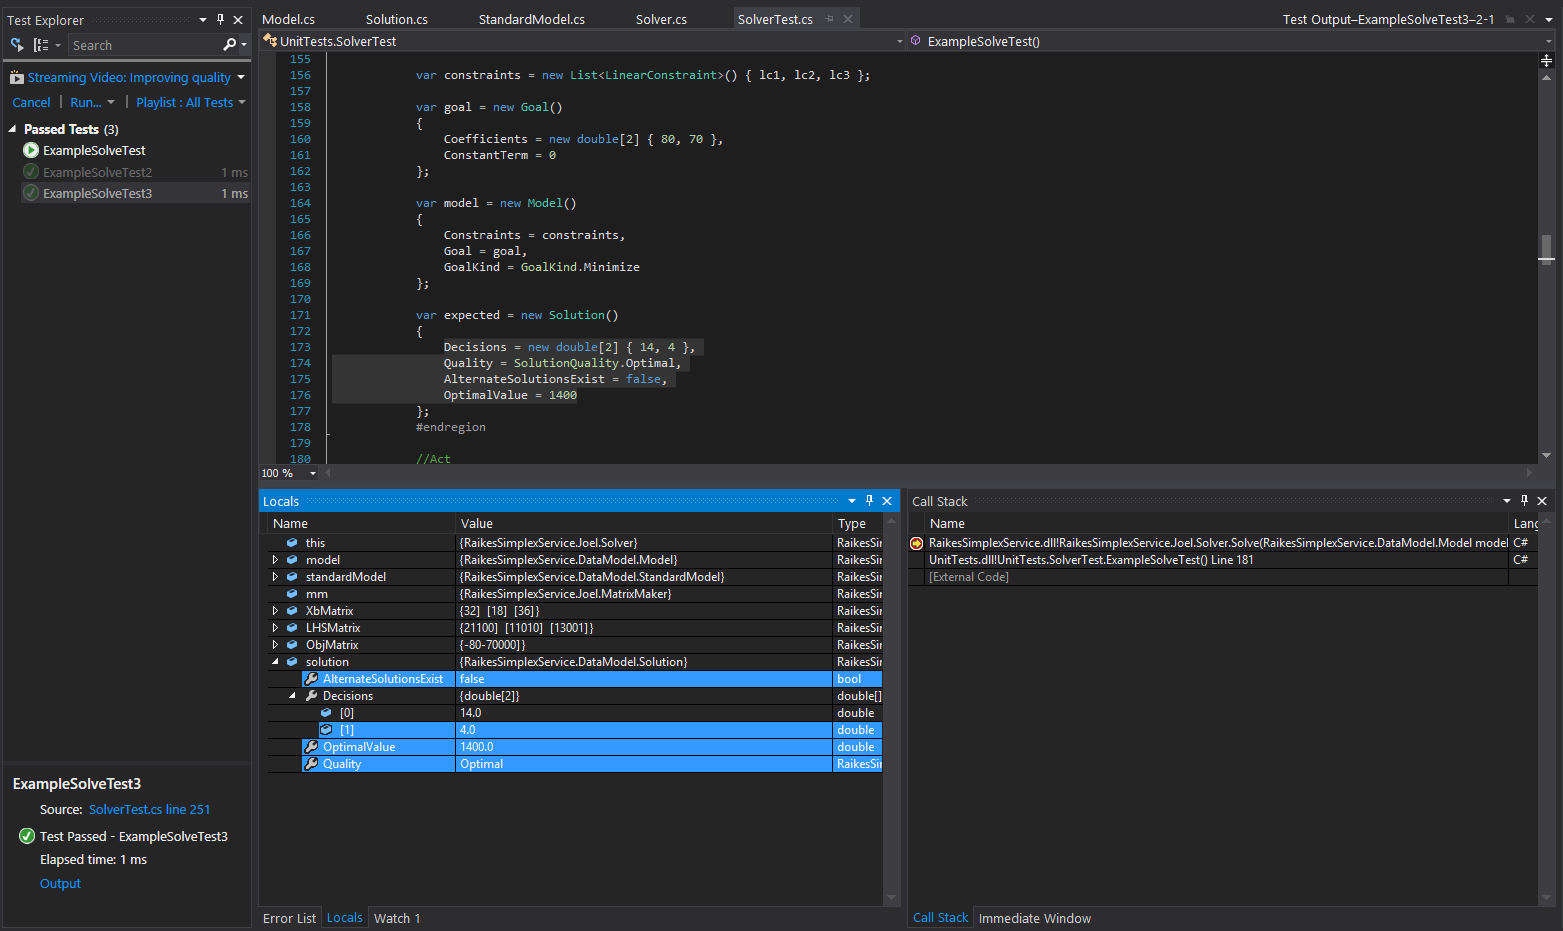 Test Explorer
Search
Streaming Video: Improving quality
Cancel | Run... | Playlist : All Tests
Passed Tests (3)
ExampleSolveTest
ExampleSolveTest2 1 ms
ExampleSolveTest3 1 ms
ExampleSolveTest3
Source: SolverTest.cs line 251
Test Passed - ExampleSolveTest3
Elapsed time: 1 ms
Output
Model.cs Solution.cs StandardModel.cs Solver.cs SolverTest.cs Test Output–ExampleSolveTest3–2-1
UnitTests.SolverTest ExampleSolveTest()
155
156 var constraints = new List<LinearConstraint>() { lc1, lc2, lc3 };
157
158 var goal = new Goal()
159 {
160 Coefficients = new double[2] { 80, 70 },
161 ConstantTerm = 0
162 };
163
164 var model = new Model()
165 {
166 Constraints = constraints,
167 Goal = goal,
168 GoalKind = GoalKind.Minimize
169 };
170
171 var expected = new Solution()
172 {
173 Decisions = new double[2] { 14, 4 },
174 Quality = SolutionQuality.Optimal,
175 AlternateSolutionsExist = false,
176 OptimalValue = 1400
177 };
178 #endregion
179
180 //Act
100 %
Locals
Name Value Type
this {RaikesSimplexService.Joel.Solver} RaikesSin
model {RaikesSimplexService.DataModel.Model} RaikesSin
standardModel {RaikesSimplexService.DataModel.StandardModel} RaikesSin
mm {RaikesSimplexService.Joel.MatrixMaker} RaikesSin
XbMatrix {32] [18] [36]} RaikesSin
LHSMatrix {21100] [11010] [13001]} RaikesSin
ObjMatrix {-80-70000]} RaikesSin
solution {RaikesSimplexService.DataModel.Solution} RaikesSin
AlternateSolutionsExist false bool
Decisions {double[2]} double[]
[0] 14.0 double
[1] 4.0 double
OptimalValue 1400.0 double
Quality Optimal RaikesSin
Error List Locals Watch 1
Call Stack
Name Lang
RaikesSimplexService.dll!RaikesSimplexService.Joel.Solver.Solve(RaikesSimplexService.DataModel.Model model C#
UnitTests.dll!UnitTests.SolverTest.ExampleSolveTest() Line 181 C#
[External Code]
Call Stack Immediate Window